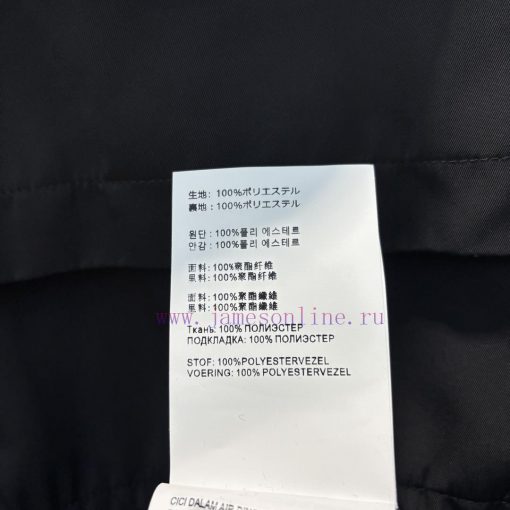 生地: 100%ポリエステル
裏地: 100%ポリエステル
원단: 100%폴리 에스테르
안감: 100%폴리 에스테르
面料: 100%聚酯纤维
里料: 100%聚酯纤维
面料: 100%聚酯纖維
里料: 100%聚酯纖維
www.jamesonline.ru
Ткань: 100% ПОЛИЭСТЕР
ПОДКЛАДКА: 100% ПОЛИЭСТЕР
STOF: 100%POLYESTERVEZEL
VOERING: 100% POLYESTERVEZEL
CICI DALAM AIR